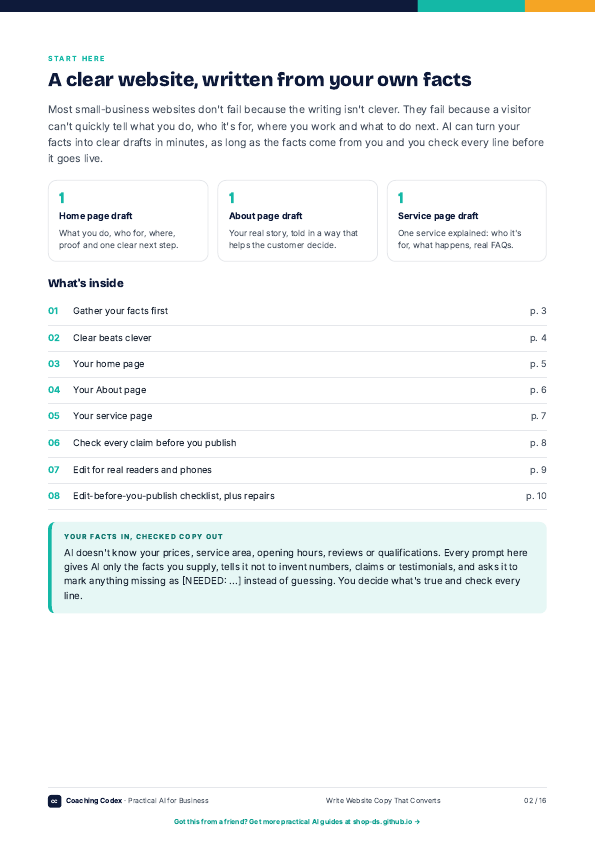 START HERE
A clear website, written from your own facts
Most small-business websites don't fail because the writing isn't clever. They fail because a visitor
can't quickly tell what you do, who it's for, where you work and what to do next. AI can turn your
facts into clear drafts in minutes, as long as the facts come from you and you check every line before
it goes live.
1
Home page draft
What you do, who for, where,
proof and one clear next step.
1
About page draft
Your real story, told in a way that
helps the customer decide.
1
Service page draft
One service explained: who it's
for, what happens, real FAQs.
What's inside
01 Gather your facts first p. 3
02 Clear beats clever p. 4
03 Your home page p. 5
04 Your About page p. 6
05 Your service page p. 7
06 Check every claim before you publish p. 8
07 Edit for real readers and phones p. 9
08 Edit-before-you-publish checklist, plus repairs p. 10
YOUR FACTS IN, CHECKED COPY OUT
AI doesn't know your prices, service area, opening hours, reviews or qualifications. Every prompt here
gives AI only the facts you supply, tells it not to invent numbers, claims or testimonials, and asks it to
mark anything missing as [NEEDED: ...] instead of guessing. You decide what's true and check every
line.
cc Coaching Codex · Practical AI for Business Write Website Copy That Converts 02 / 16
Got this from a friend? Get more practical AI guides at shop-ds.github.io →